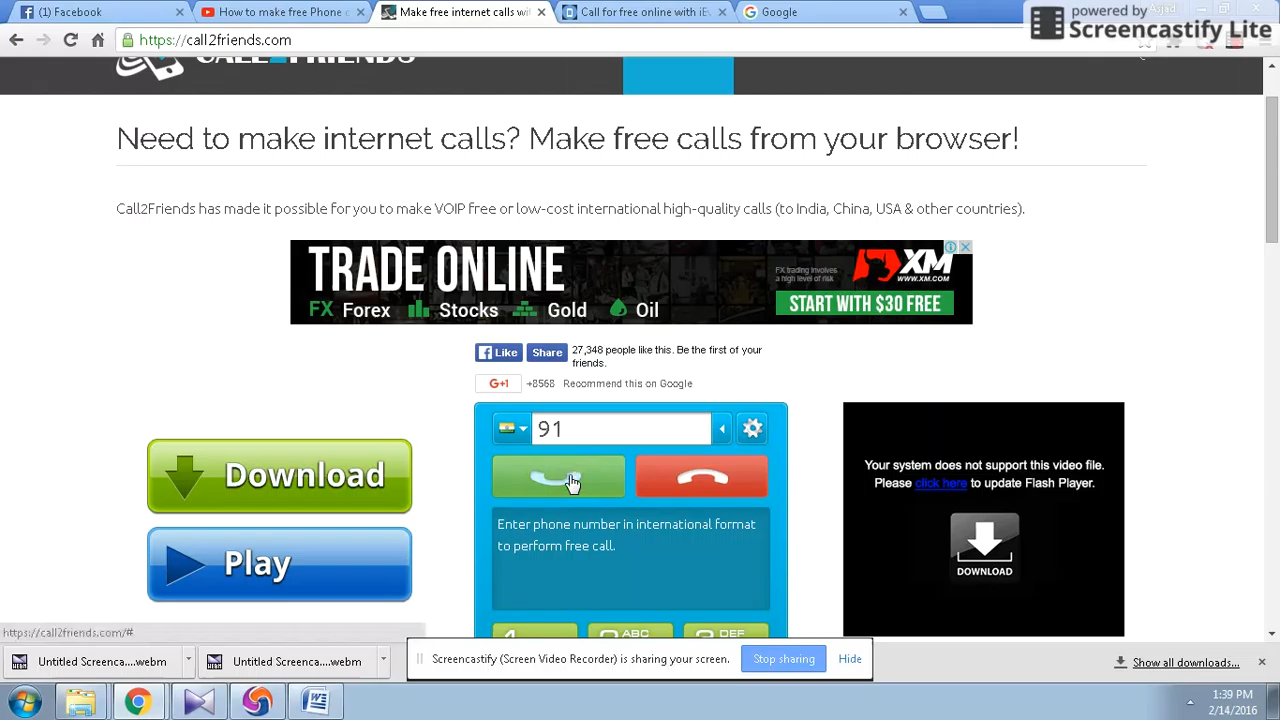 (1) Facebook
How to make free Phone c
Make free internet calls wit
Call for free online with iEv
Google
powered by
Screencastify Lite
https://call2friends.com
CALL2FRIENDS
Need to make internet calls? Make free calls from your browser!
Call2Friends has made it possible for you to make VOIP free or low-cost international high-quality calls (to India, China, USA & other countries).
TRADE ONLINE
FX Forex Stocks Gold Oil
FX trading involves
a high level of risk
XM
WWW.XM.COM
START WITH $30 FREE
Like Share 27,348 people like this. Be the first of your
friends.
G+1 +8568 Recommend this on Google
91
Download
Play
Enter phone number in international format
to perform free call.
ABC
DEF
Your system does not support this video file.
Please click here to update Flash Player.
DOWNLOAD
https://call2friends.com/#
Untitled Screenca....webm
Untitled Screenca....webm
Screencastify (Screen Video Recorder) is sharing your screen.
Stop sharing
Hide
Show all downloads...
1:39 PM
2/14/2016